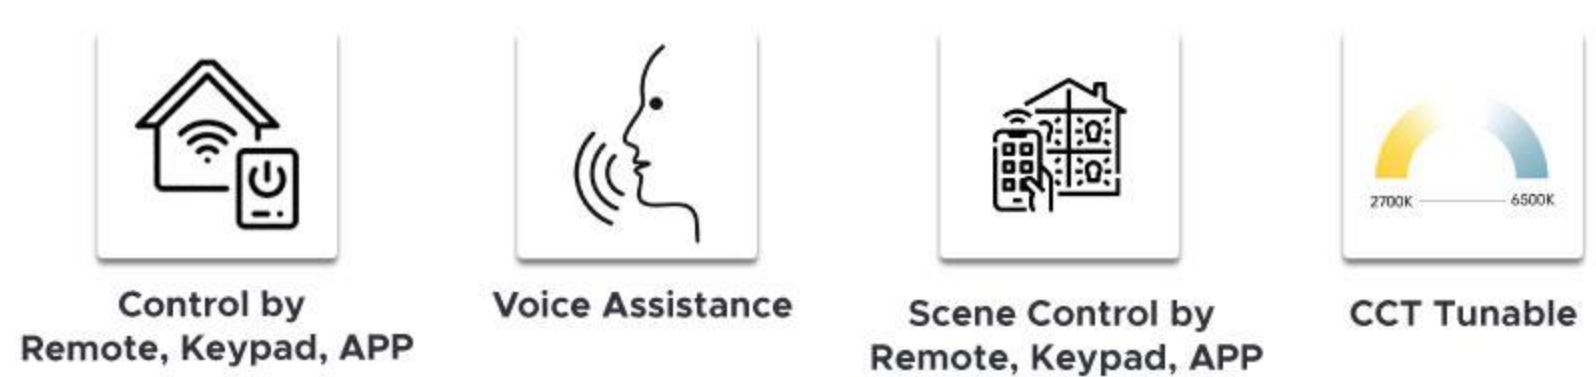 2700K
6500K
Control by
Remote, Keypad, APP
Voice Assistance
Scene Control by
Remote, Keypad, APP
CCT Tunable